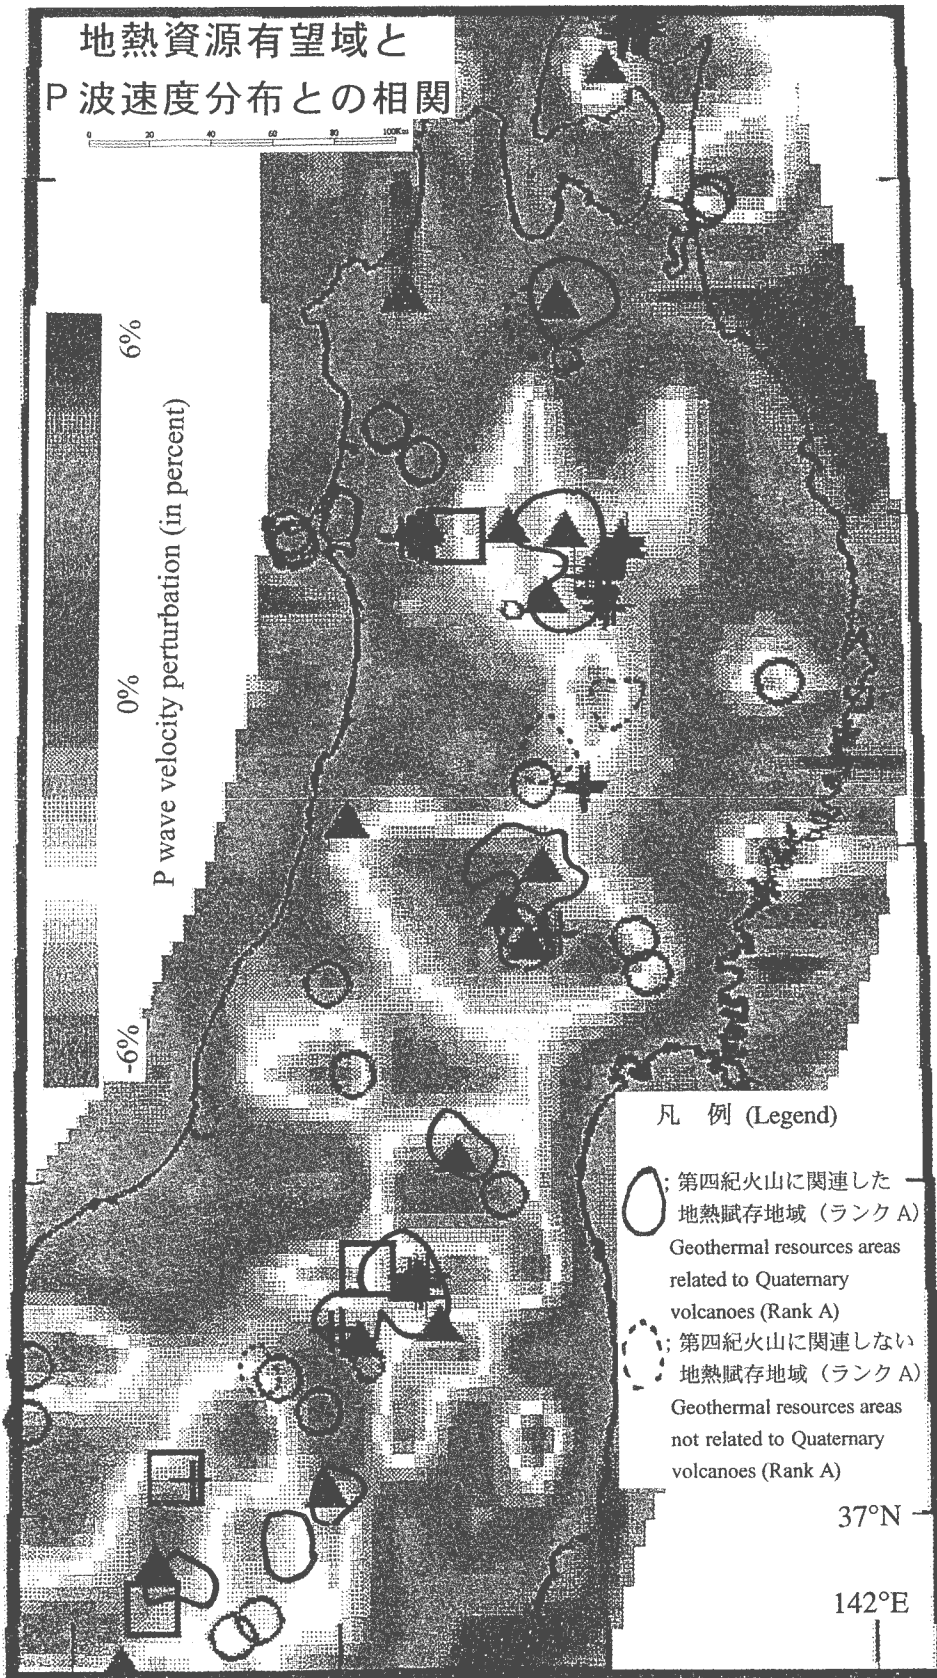 地熱資源有望域と
P波速度分布との相関
0 20 40 60 80 100Km
6%
0%
-6%
P wave velocity perturbation (in percent)
凡 例 (Legend)
; 第四紀火山に関連した
地熱賦存地域（ランクA）
Geothermal resources areas
related to Quaternary
volcanoes (Rank A)
; 第四紀火山に関連しない
地熱賦存地域（ランクA）
Geothermal resources areas
not related to Quaternary
volcanoes (Rank A)
37°N
142°E